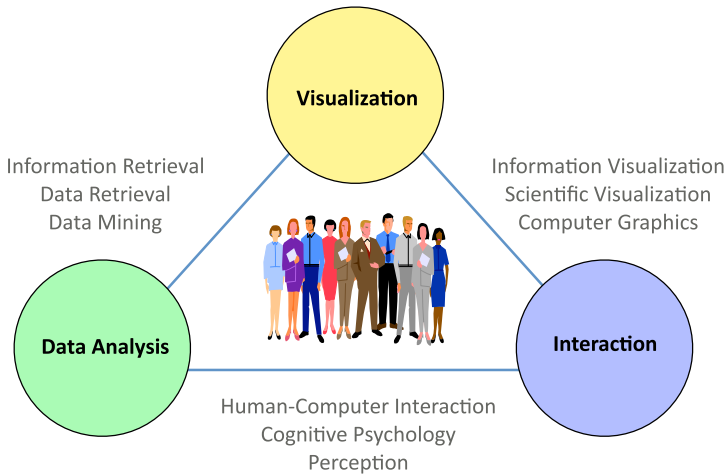 Visualization
Information Retrieval
Data Retrieval
Data Mining
Information Visualization
Scientific Visualization
Computer Graphics
Data Analysis
Interaction
Human-Computer Interaction
Cognitive Psychology
Perception